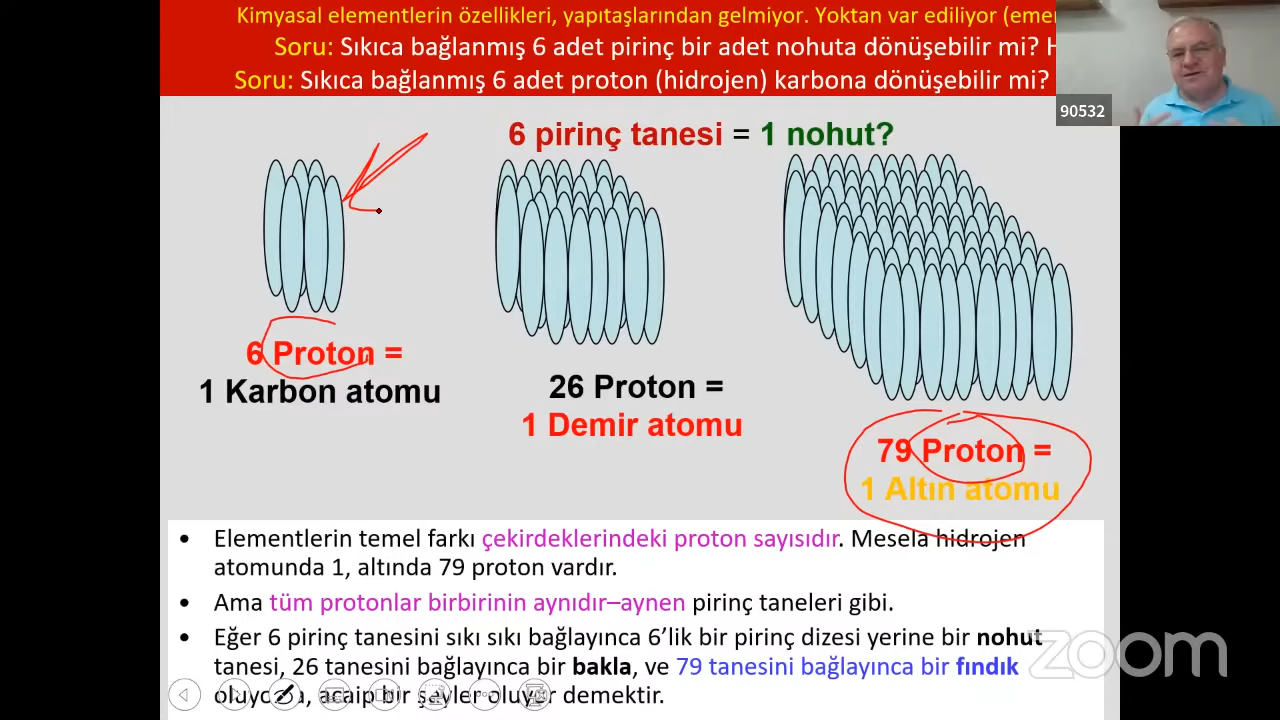 Kimyasal elementlerin özellikleri, yapıtaşlarından gelmiyor. Yoktan var ediliyor (eme
Soru: Sıkıca bağlanmış 6 adet pirinç bir adet nohuta dönüşebilir mi? H
Soru: Sıkıca bağlanmış 6 adet proton (hidrojen) karbona dönüşebilir mi?
90532
6 pirinç tanesi = 1 nohut?
6 Proton =
1 Karbon atomu
26 Proton =
1 Demir atomu
79 Proton =
1 Altın atomu
• Elementlerin temel farkı çekirdeklerindeki proton sayısıdır. Mesela hidrojen
atomunda 1, altında 79 proton vardır.
• Ama tüm protonlar birbirinin aynıdır–aynen pirinç taneleri gibi.
• Eğer 6 pirinç tanesini sıkı sıkı bağlayınca 6’lik bir pirinç dizesi yerine bir nohut
tanesi, 26 tanesini bağlayınca bir bakla, ve 79 tanesini bağlayınca bir fındık
bir şeyler oluyor demektir.
zoom